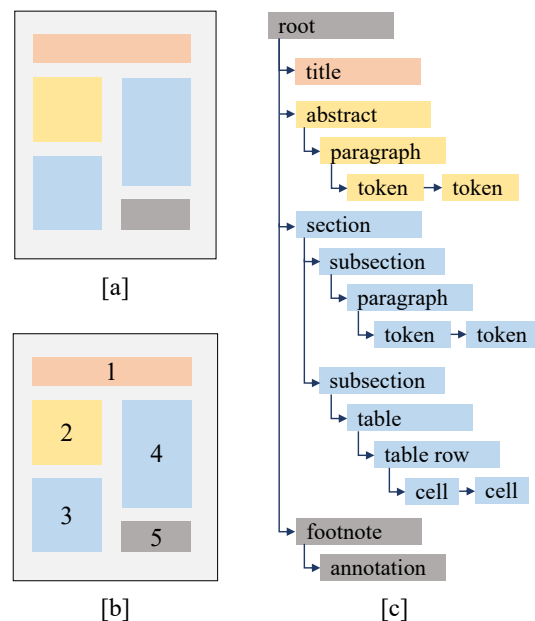 [a]
1
2
3
4
5
[b]
root
title
abstract
paragraph
token token
section
subsection
paragraph
token token
subsection
table
table row
cell cell
footnote
annotation
[c]